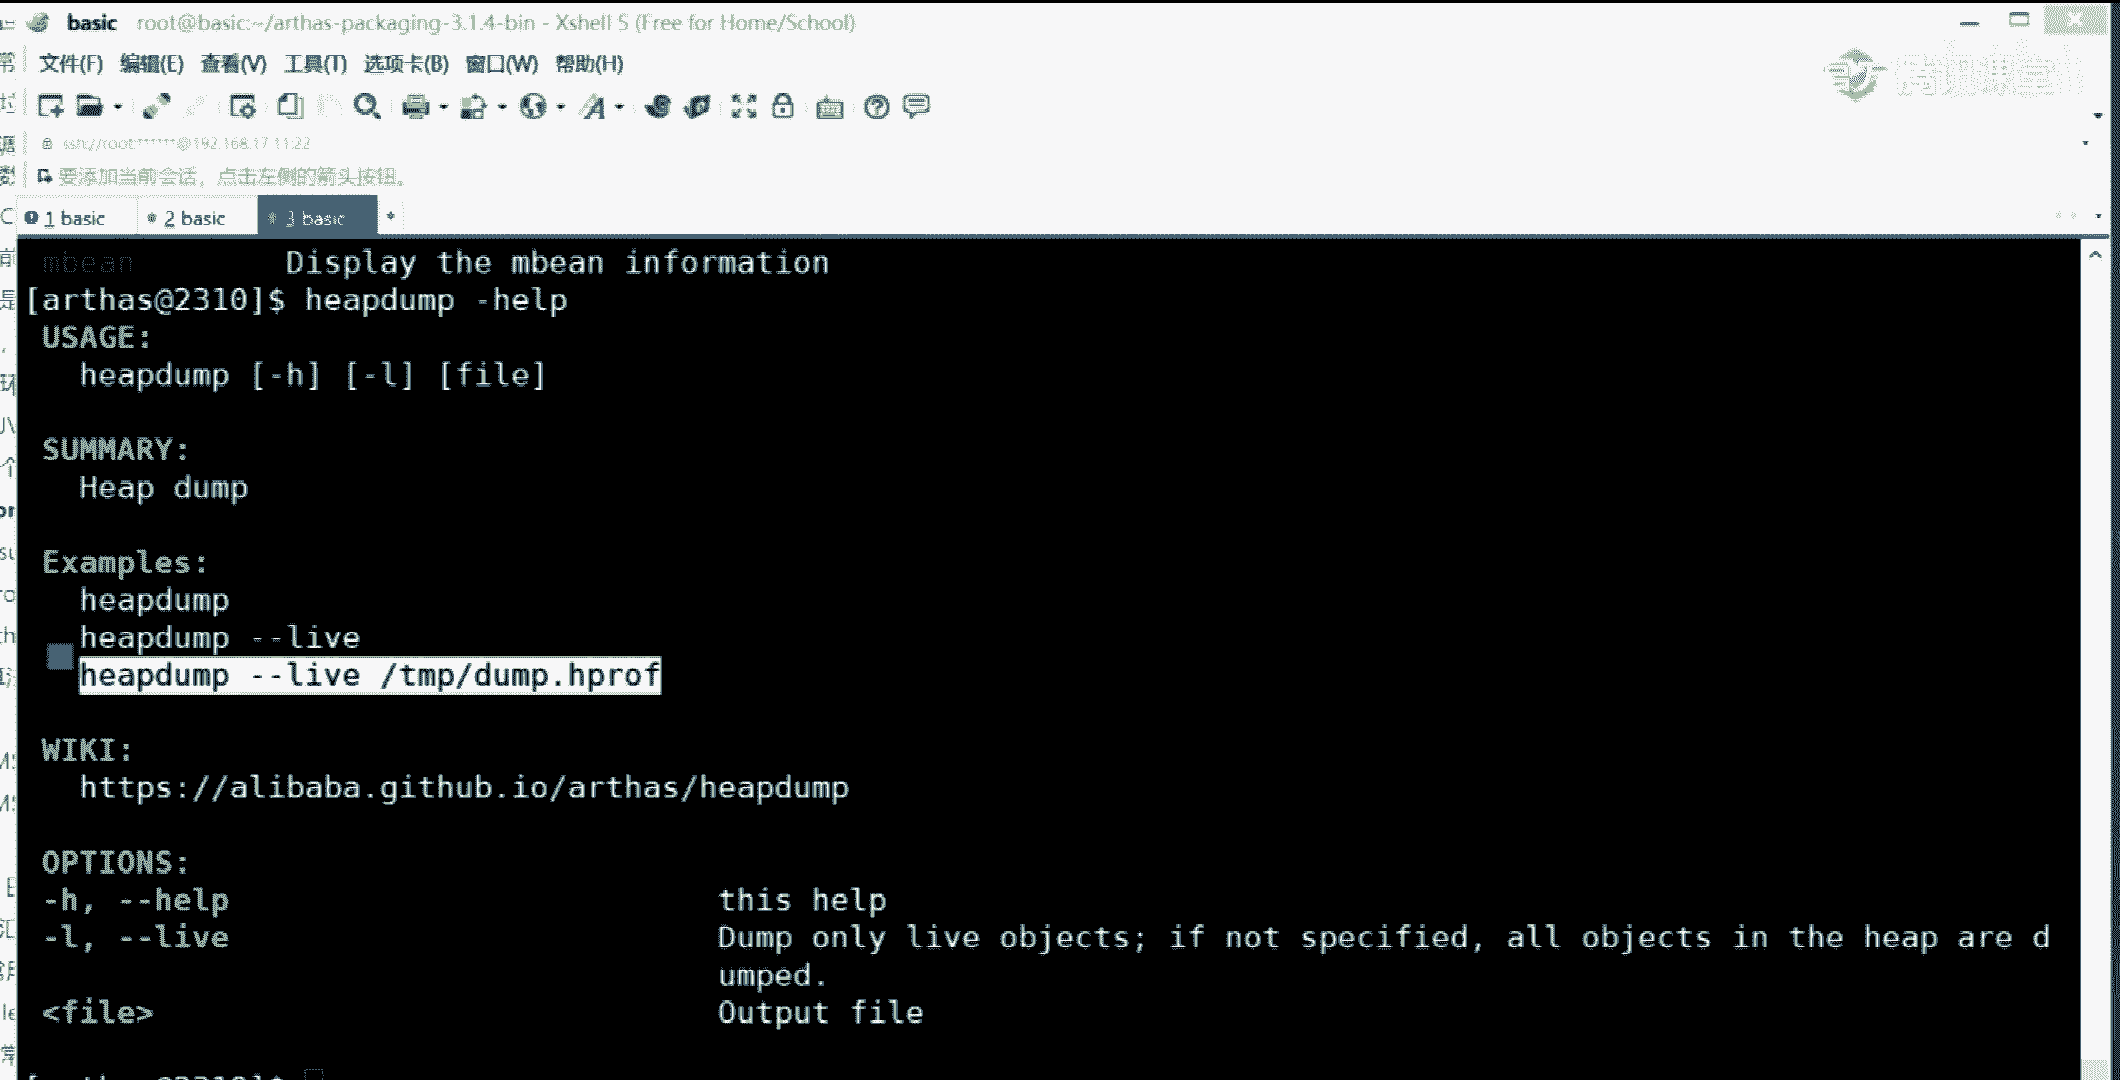 basic root@basic:~/arthas-packaging-3.1.4-bin - Xshell 5 (Free for Home/School)
文件(F) 编辑(E) 查看(V) 工具(T) 选项卡(B) 窗口(W) 帮助(H)
ssh://root:******@192.168.17.11:22
要添加当前会话，点击左侧的箭头按钮。
1 basic 2 basic 3 basic
mbean Display the mbean information
[arthas@2310]$ heapdump -help
USAGE:
heapdump [-h] [-l] [file]
SUMMARY:
Heap dump
Examples:
heapdump
heapdump --live
heapdump --live /tmp/dump.hprof
WIKI:
https://alibaba.github.io/arthas/heapdump
OPTIONS:
-h, --help this help
-l, --live Dump only live objects; if not specified, all objects in the heap are d
umped.
<file> Output file